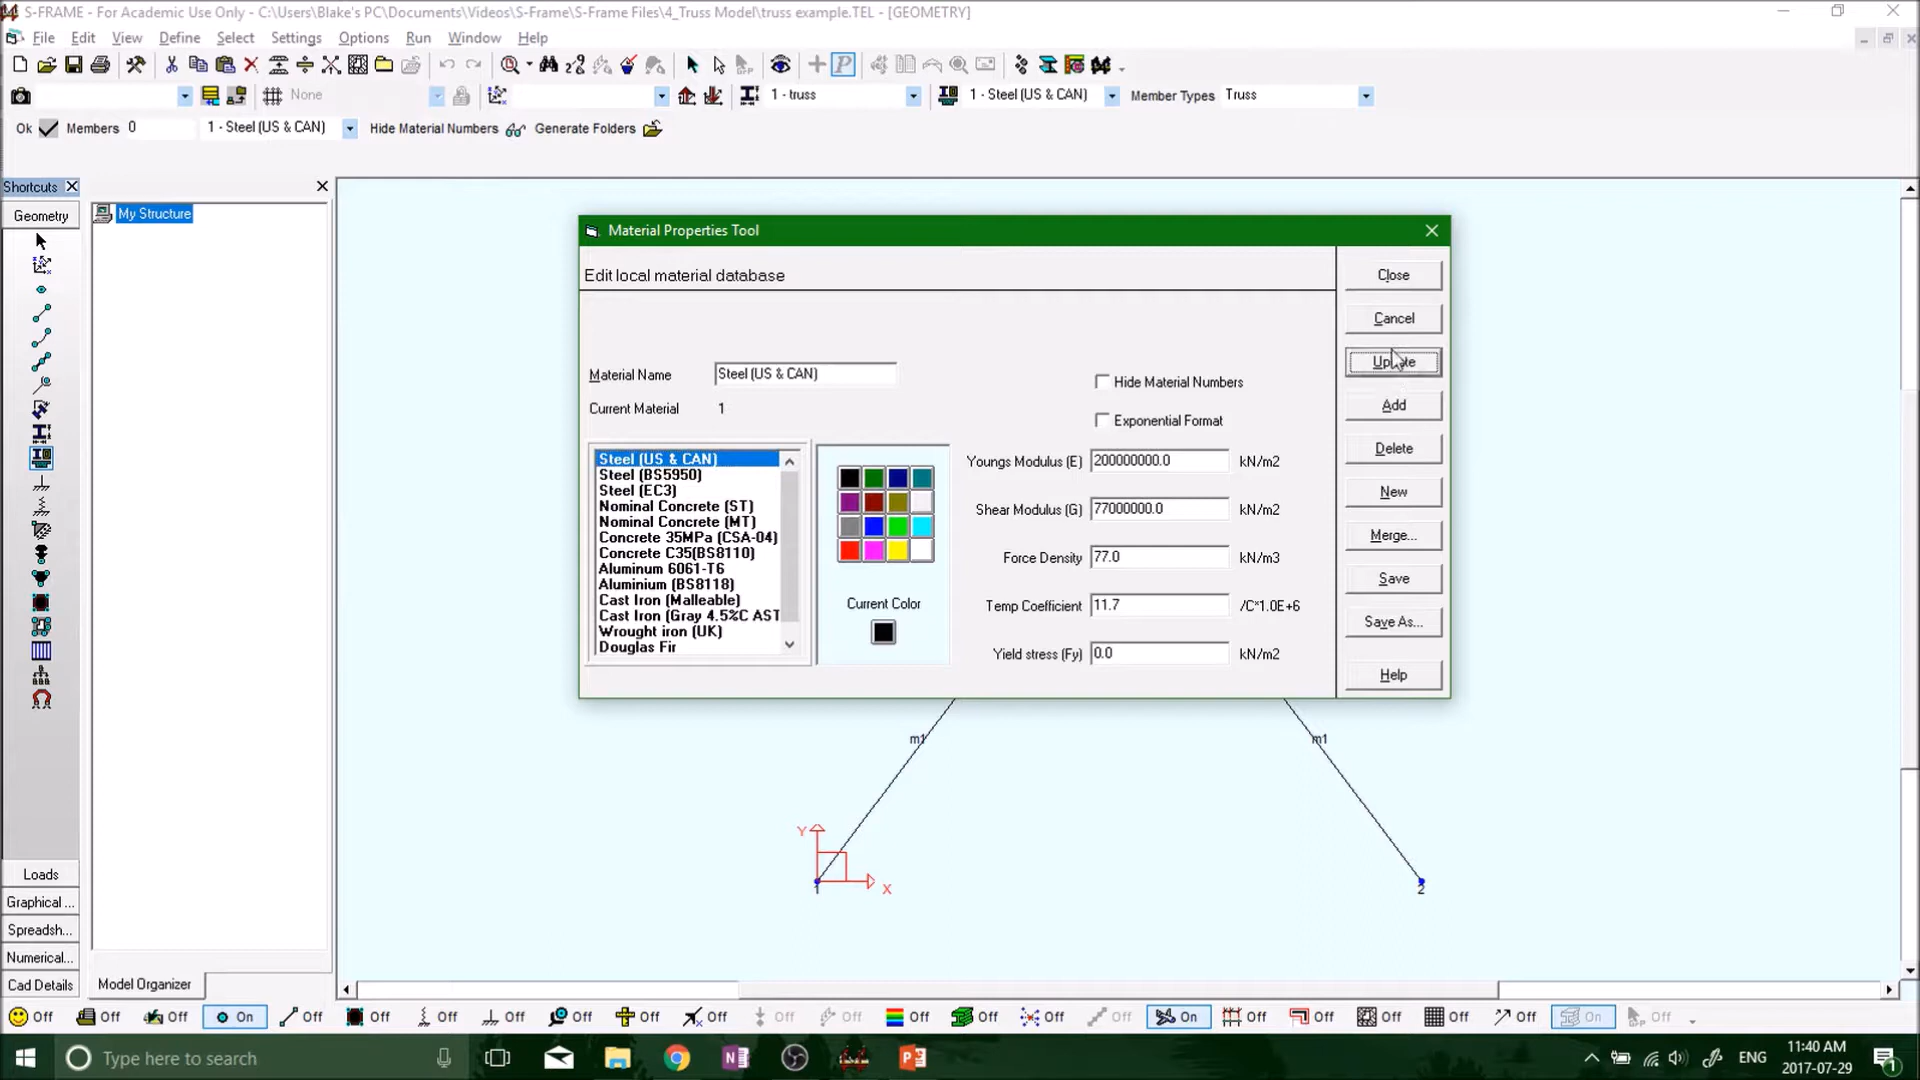 S-FRAME - For Academic Use Only - C:\Users\Blake's PC\Documents\Videos\S-Frame\S-Frame Files\4_Truss Model\truss example.TEL - [GEOMETRY]
File Edit View Define Select Settings Options Run Window Help
None 1 - truss 1 - Steel (US & CAN) Member Types Truss
Ok Members 0 1 - Steel (US & CAN) Hide Material Numbers Generate Folders
Shortcuts
Geometry
My Structure
Material Properties Tool
Edit local material database
Close
Cancel
Update
Add
Delete
New
Merge...
Save
Save As...
Help
Material Name Steel (US & CAN)
Current Material 1
Hide Material Numbers
Exponential Format
Steel (US & CAN)
Steel (BS5950)
Steel (EC3)
Nominal Concrete (ST)
Nominal Concrete (MT)
Concrete 35MPa (CSA-04)
Concrete C35(BS8110)
Aluminum 6061-T6
Aluminium (BS8118)
Cast Iron (Malleable)
Cast Iron (Gray 4.5%C AST
Wrought iron (UK)
Douglas Fir
Current Color
Youngs Modulus (E) 200000000.0 kN/m2
Shear Modulus (G) 77000000.0 kN/m2
Force Density 77.0 kN/m3
Temp Coefficient 11.7 /C*1.0E+6
Yield stress (Fy) 0.0 kN/m2
m1 m1
Y
X
1 2
Loads
Graphical ...
Spreadsh...
Numerical...
Cad Details
Model Organizer
Off Off Off On Off Off Off Off Off Off Off Off Off Off Off Off Off On Off Off Off Off Off On Off
Type here to search
ENG
11:40 AM
2017-07-29
1